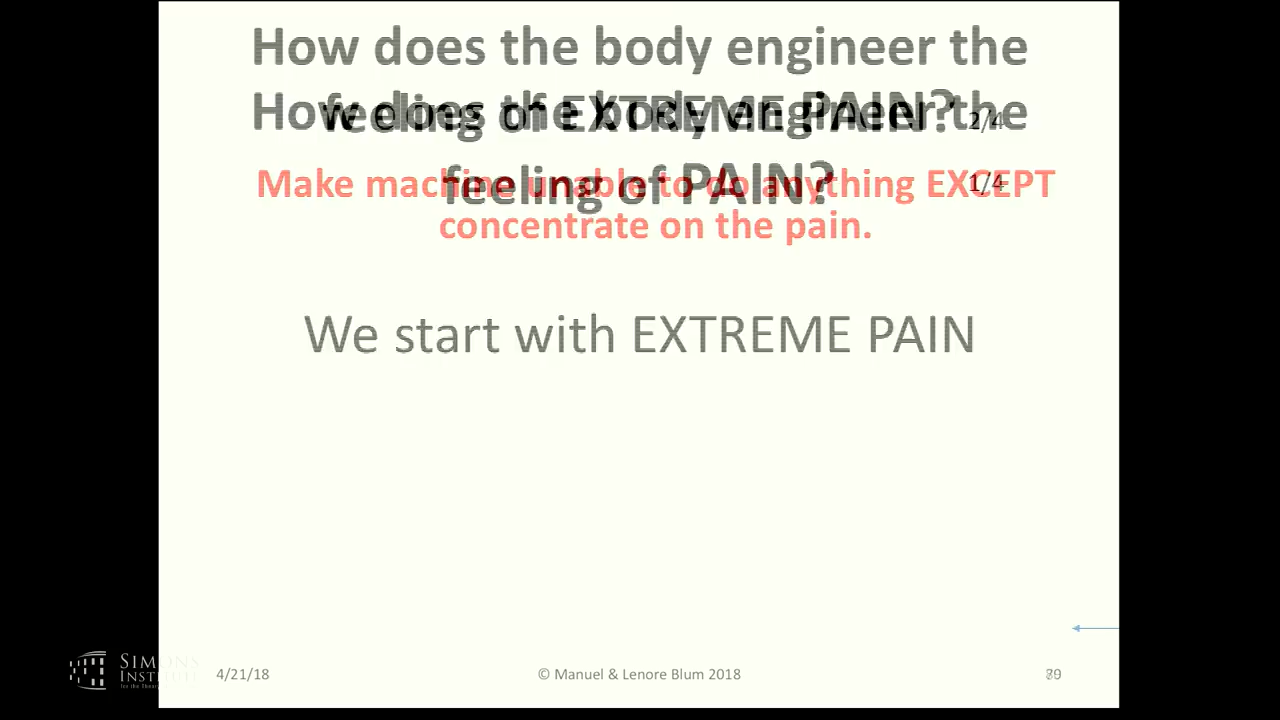 How does the body engineer the
feeling of EXTREME PAIN? 2/4
How does the body engineer the
feeling of PAIN? 1/4
Make machine unable to do anything EXCEPT
concentrate on the pain.
We start with EXTREME PAIN
SIMONS
INSTITUTE
4/21/18
© Manuel & Lenore Blum 2018